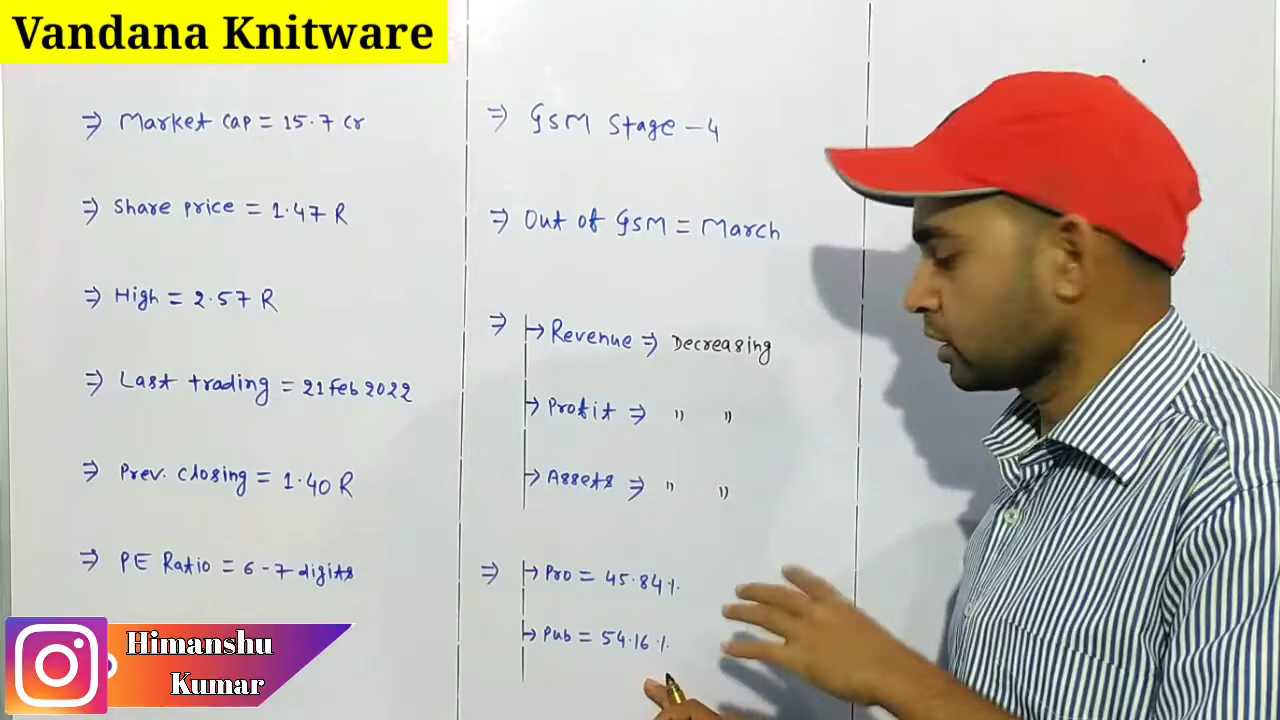 Vandana Knitware
⇒ Market Cap = 15.7 Cr
⇒ Share price = 1.47 R
⇒ High = 2.57 R
⇒ Last trading = 21 Feb 2022
⇒ Prev. closing = 1.40 R
⇒ PE Ratio = 6-7 digits
⇒ GSM Stage - 4
⇒ Out of GSM = March
⇒ → Revenue ⇒ Decreasing
→ Profit ⇒ " "
→ Assets ⇒ " "
⇒ → Pro = 45.84 %.
→ Pub = 54.16 %.
Himanshu
Kumar